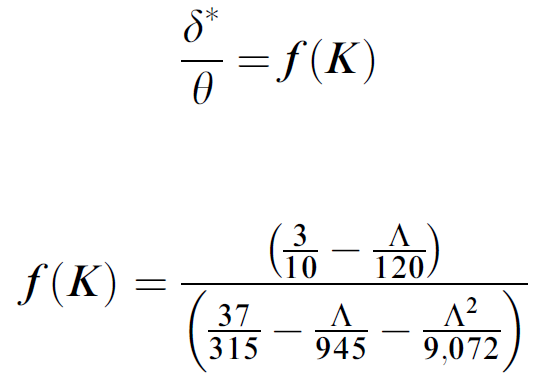 δ*/θ = f(K)
f(K) = (3/10 − Λ/120) / (37/315 − Λ/945 − Λ²/9,072)